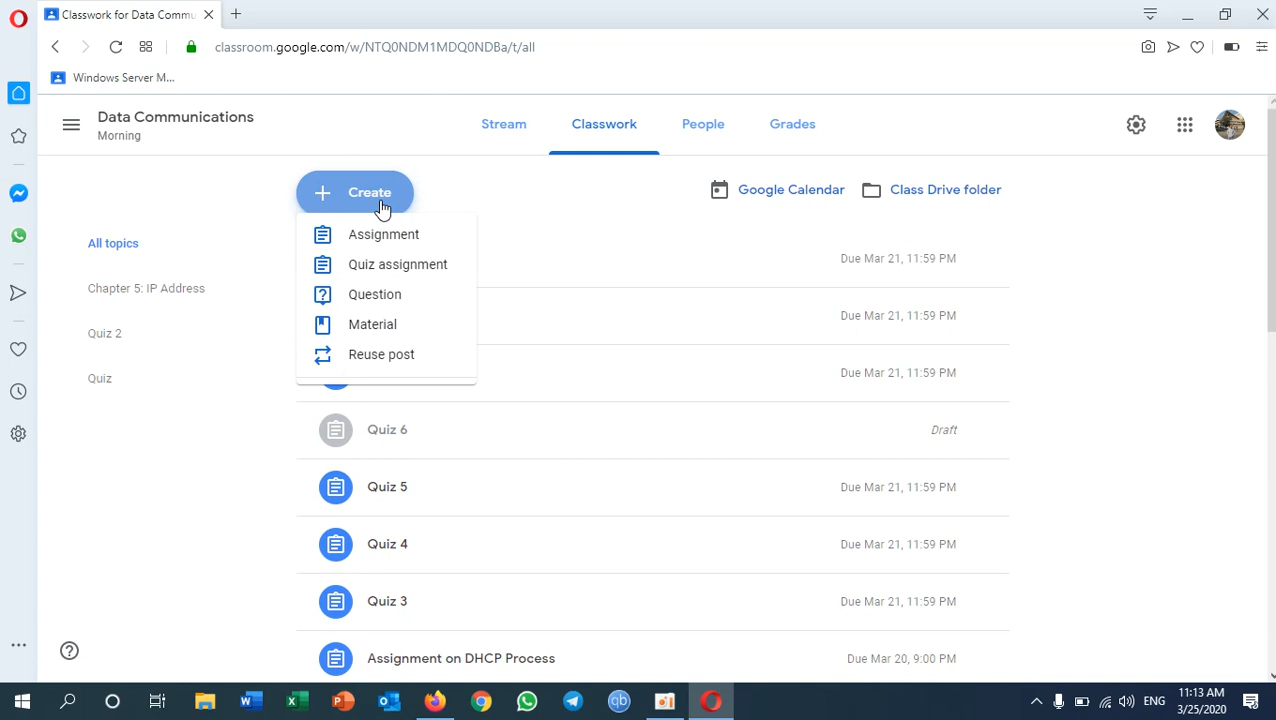 Classwork for Data Commu
classroom.google.com/w/NTQ0NDM1MDQ0NDBa/t/all
Windows Server M...
Data Communications
Morning
Stream
Classwork
People
Grades
Create
Google Calendar
Class Drive folder
Assignment
Quiz assignment
Question
Material
Reuse post
All topics
Chapter 5: IP Address
Quiz 2
Quiz
Due Mar 21, 11:59 PM
Due Mar 21, 11:59 PM
Due Mar 21, 11:59 PM
Quiz 6
Draft
Quiz 5
Due Mar 21, 11:59 PM
Quiz 4
Due Mar 21, 11:59 PM
Quiz 3
Due Mar 21, 11:59 PM
Assignment on DHCP Process
Due Mar 20, 9:00 PM
ENG
11:13 AM
3/25/2020